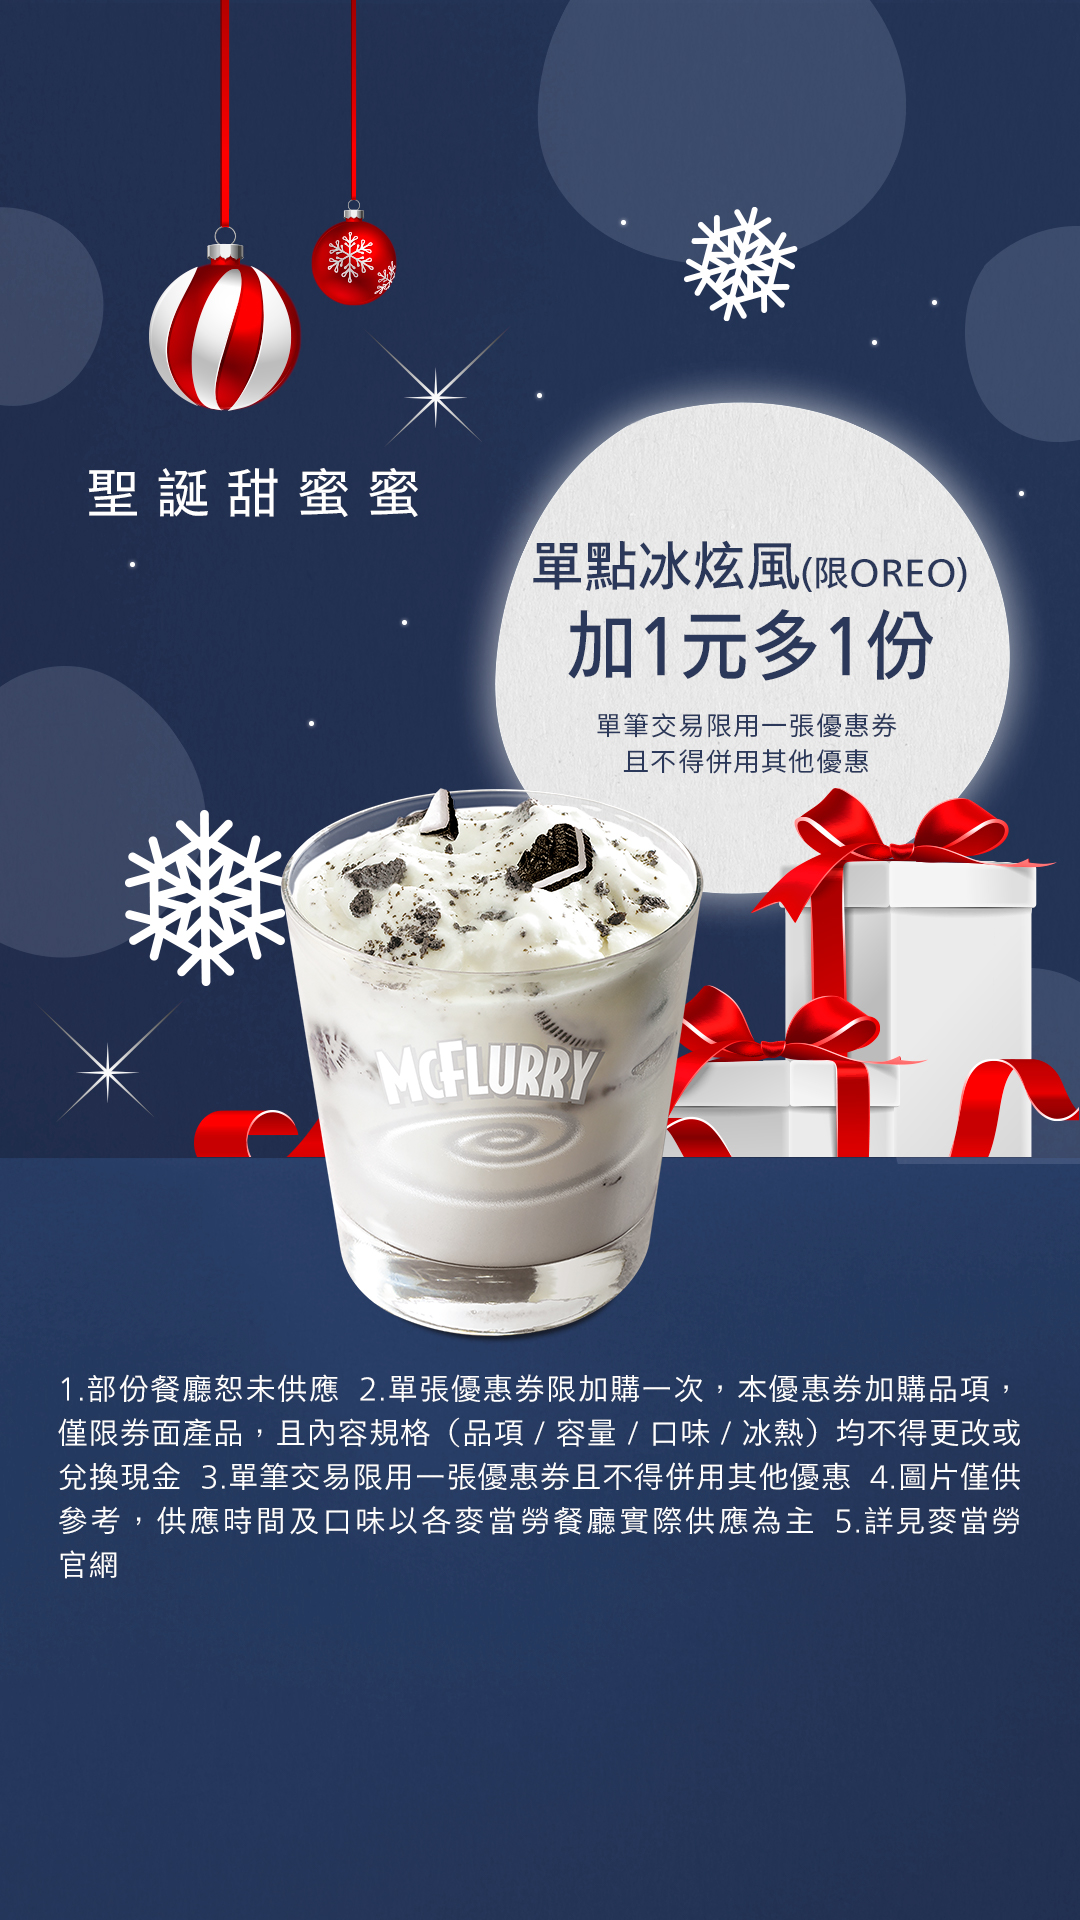 聖誕甜蜜蜜
單點冰炫風(限OREO)
加1元多1份
單筆交易限用一張優惠券
且不得併用其他優惠
McFLURRY
1.部份餐廳恕未供應 2.單張優惠券限加購一次，本優惠券加購品項，
僅限券面產品，且內容規格（品項 / 容量 / 口味 / 冰熱）均不得更改或
兌換現金 3.單筆交易限用一張優惠券且不得併用其他優惠 4.圖片僅供
參考，供應時間及口味以各麥當勞餐廳實際供應為主 5.詳見麥當勞
官網